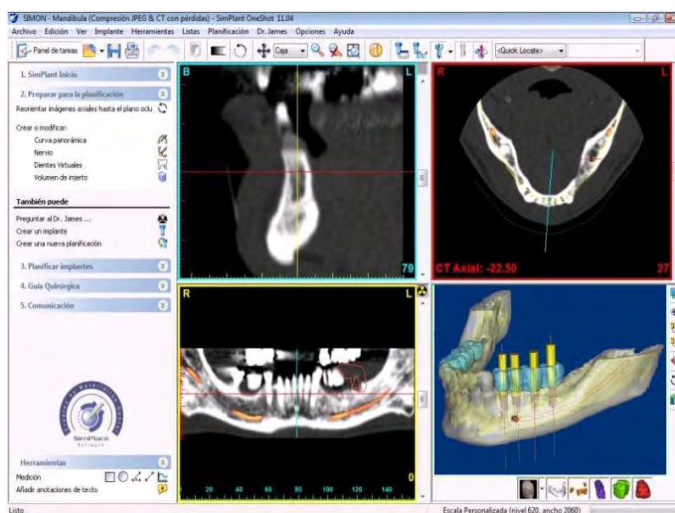 SIMON - Mandíbula (Compresión JPEG & CT con pérdidas) - SimPlant OneShot 11.04
Archivo Edición Ver Implante Herramientas Listas Planificación Dr. James Opciones Ayuda
Panel de tareas
Caja
<Quick Locate>
1. SimPlant Inicio
2. Preparar para la planificación
Reorientar imágenes axiales hasta el plano oclu
Crear o modificar:
Curva panorámica
Nervio
Dientes Virtuales
Volumen de injerto
También puede
Preguntar al Dr. James ...
Crear un implante
Crear una nueva planificación
3. Planificar implantes
4. Guía Quirúrgica
5. Comunicación
SimPlant
Herramientas
Medición
Añadir anotaciones de texto
Listo
B
L
79
R
L
CT Axial: -22.50
27
R
L
0
20 40 60 80 100 120 140
Escala Personalizada (nivel 620, ancho 2060)